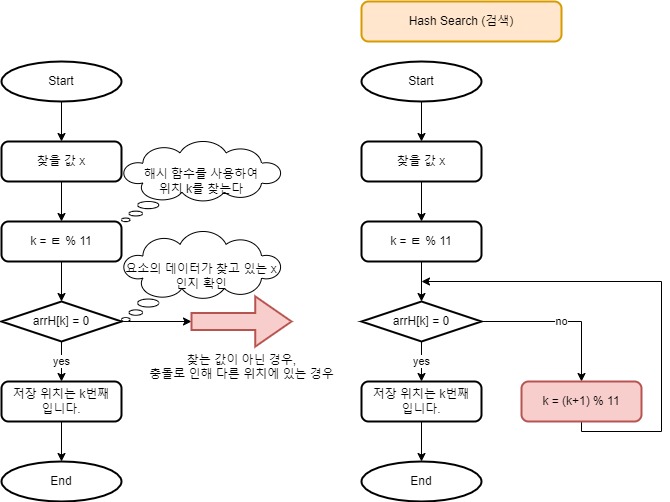 Hash Search (검색)
Start
찾을 값 x
해시 함수를 사용하여
위치 k를 찾는다
k = ㅌ % 11
요소의 데이터가 찾고 있는 x
인지 확인
arrH[k] = 0
yes
찾는 값이 아닌 경우,
충돌로 인해 다른 위치에 있는 경우
저장 위치는 k번째
입니다.
End
Start
찾을 값 x
k = ㅌ % 11
arrH[k] = 0
no
yes
저장 위치는 k번째
입니다.
k = (k+1) % 11
End